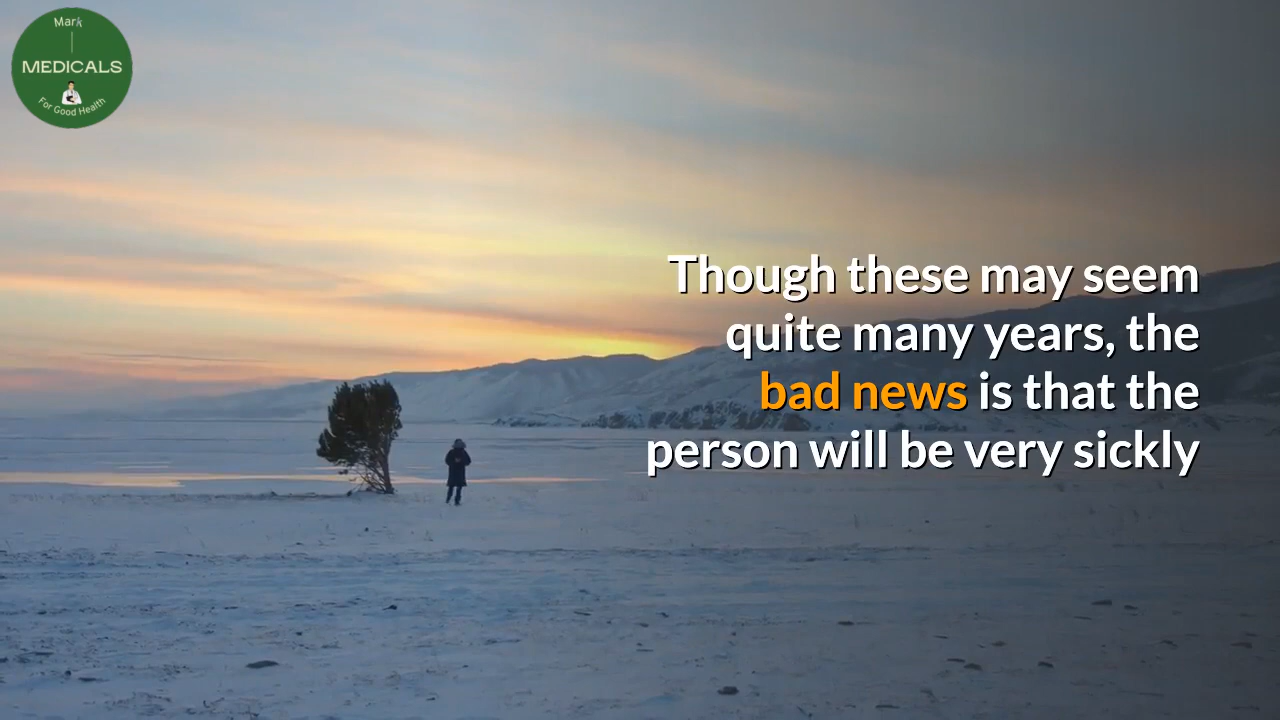 Mark
MEDICALS
For Good Health
Though these may seem
quite many years, the
bad news is that the
person will be very sickly